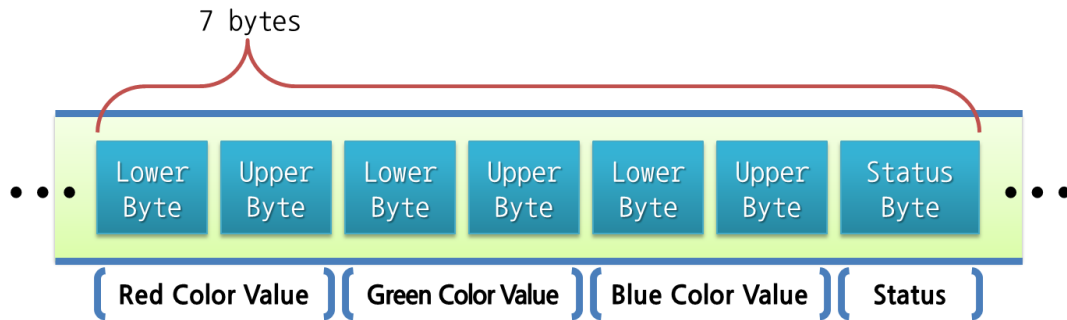 7 bytes
Lower Byte
Upper Byte
Lower Byte
Upper Byte
Lower Byte
Upper Byte
Status Byte
Red Color Value
Green Color Value
Blue Color Value
Status